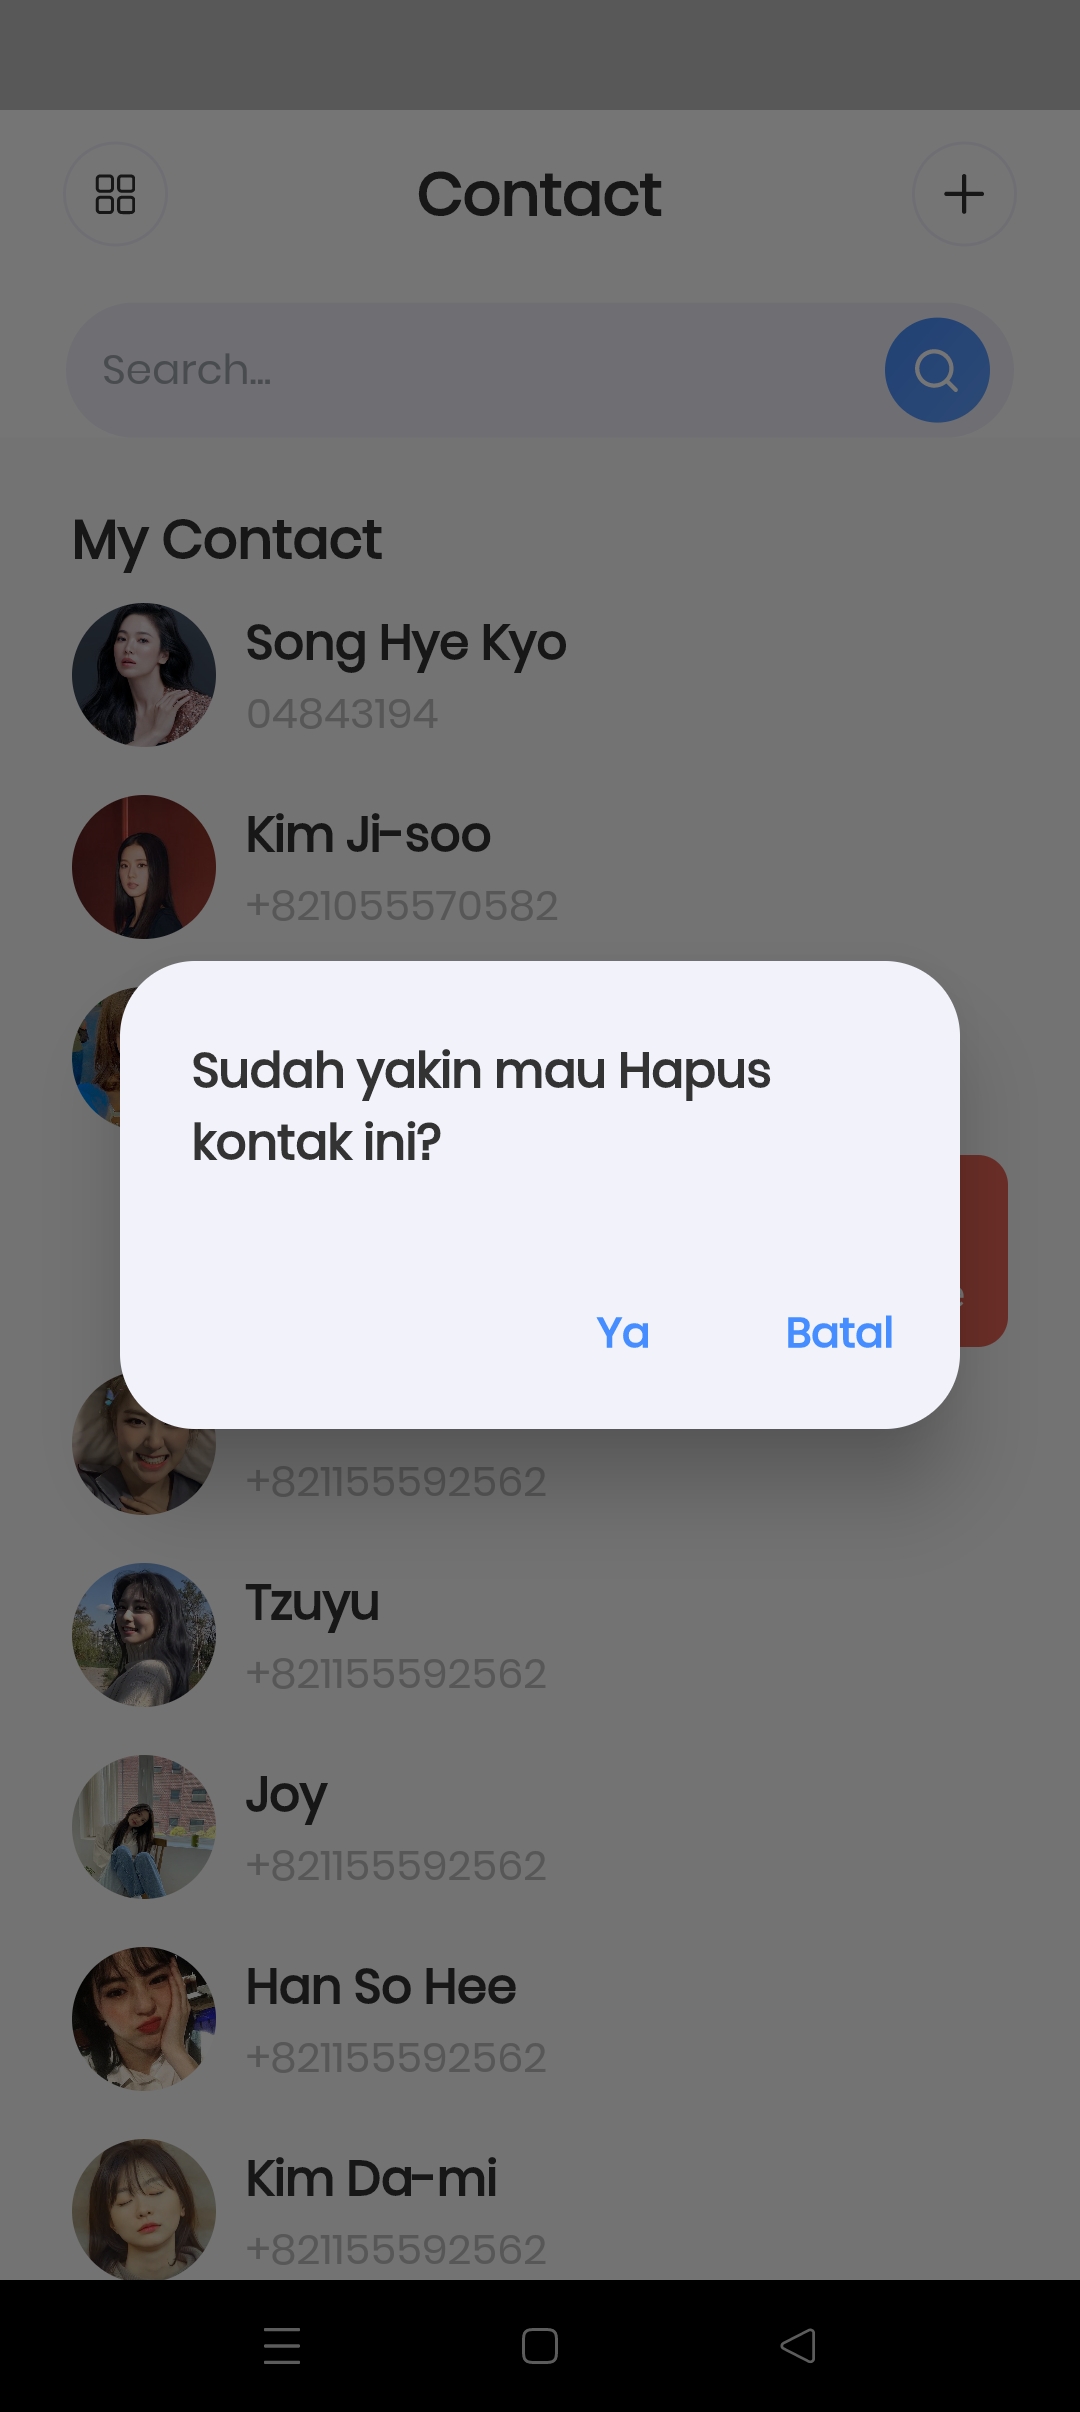 Contact
Search...
My Contact
Song Hye Kyo
04843194
Kim Ji-soo
+821055570582
Sudah yakin mau Hapus
kontak ini?
Ya
Batal
+821155592562
Tzuyu
+821155592562
Joy
+821155592562
Han So Hee
+821155592562
Kim Da-mi
+821155592562